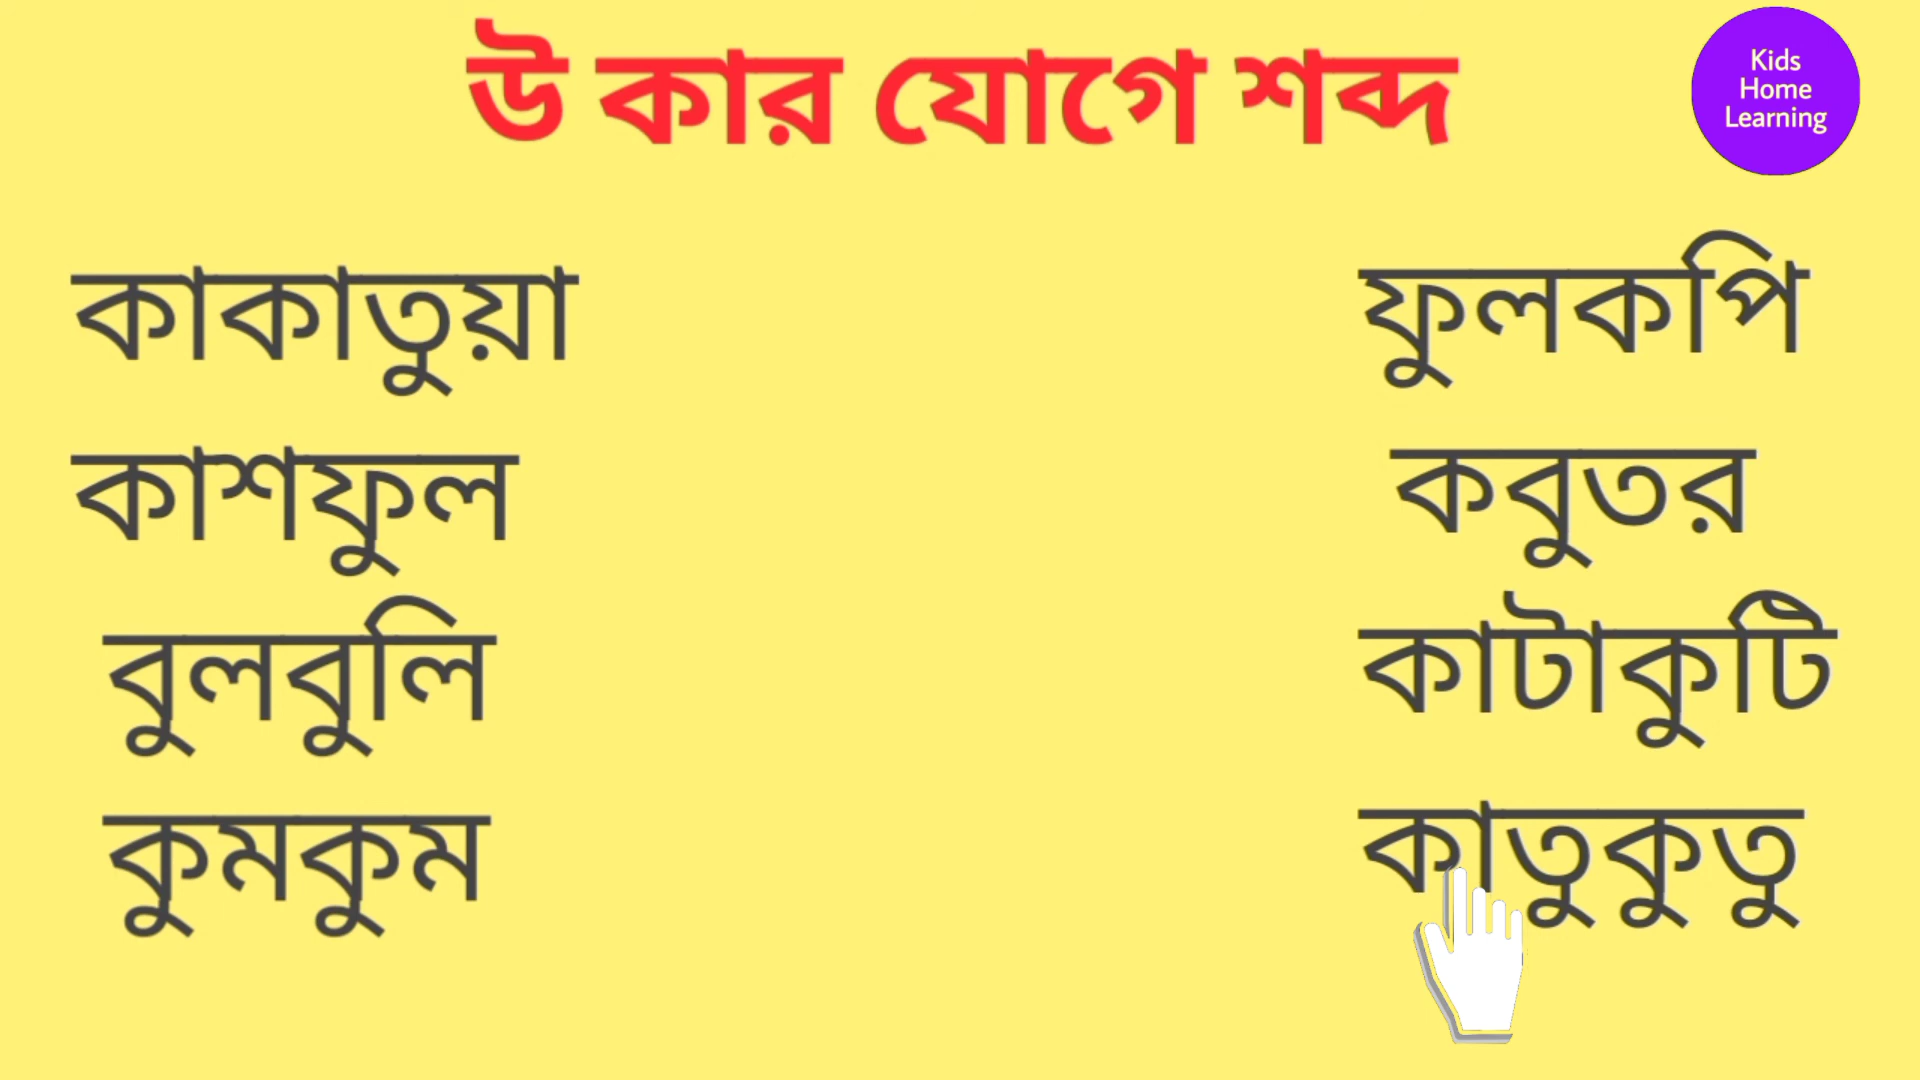 উ কার যোগে শব্দ
Kids
Home
Learning
কাকাতুয়া
কাশফুল
বুলবুলি
কুমকুম
ফুলকপি
কবুতর
কাটাকুটি
কাতুকুতু